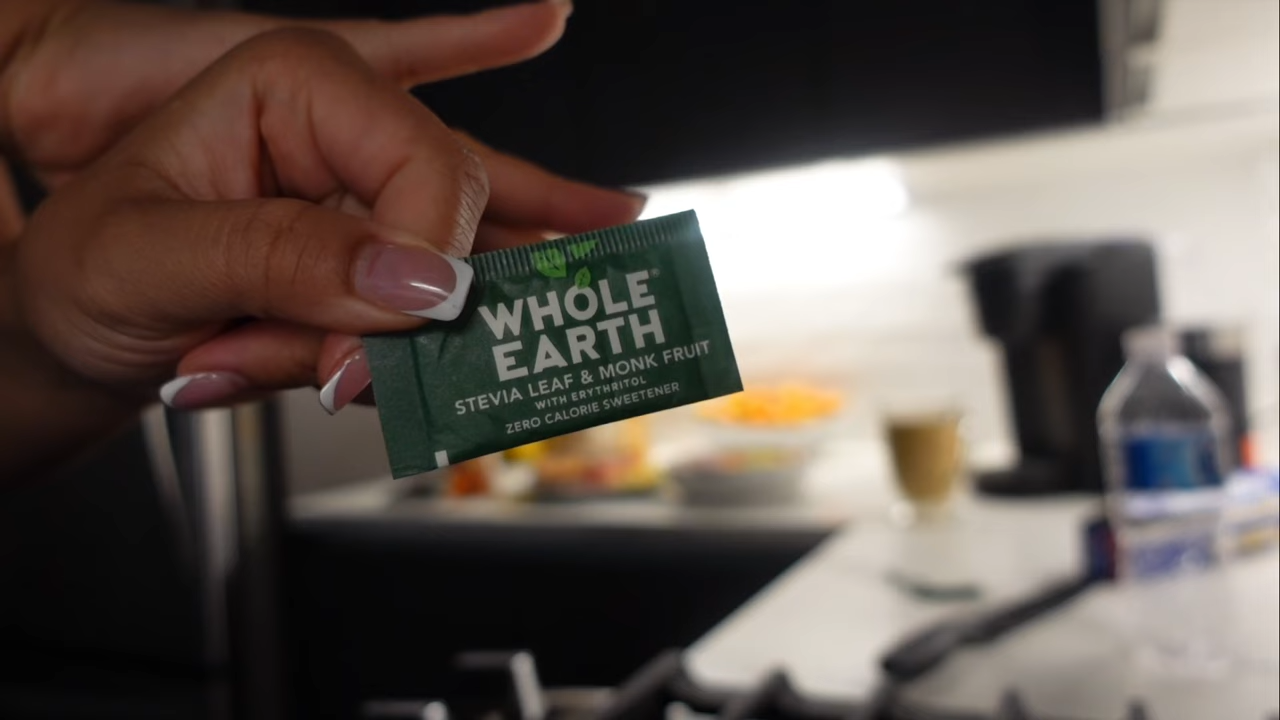 WHOLE
EARTH®
STEVIA LEAF & MONK FRUIT
WITH ERYTHRITOL
ZERO CALORIE SWEETENER